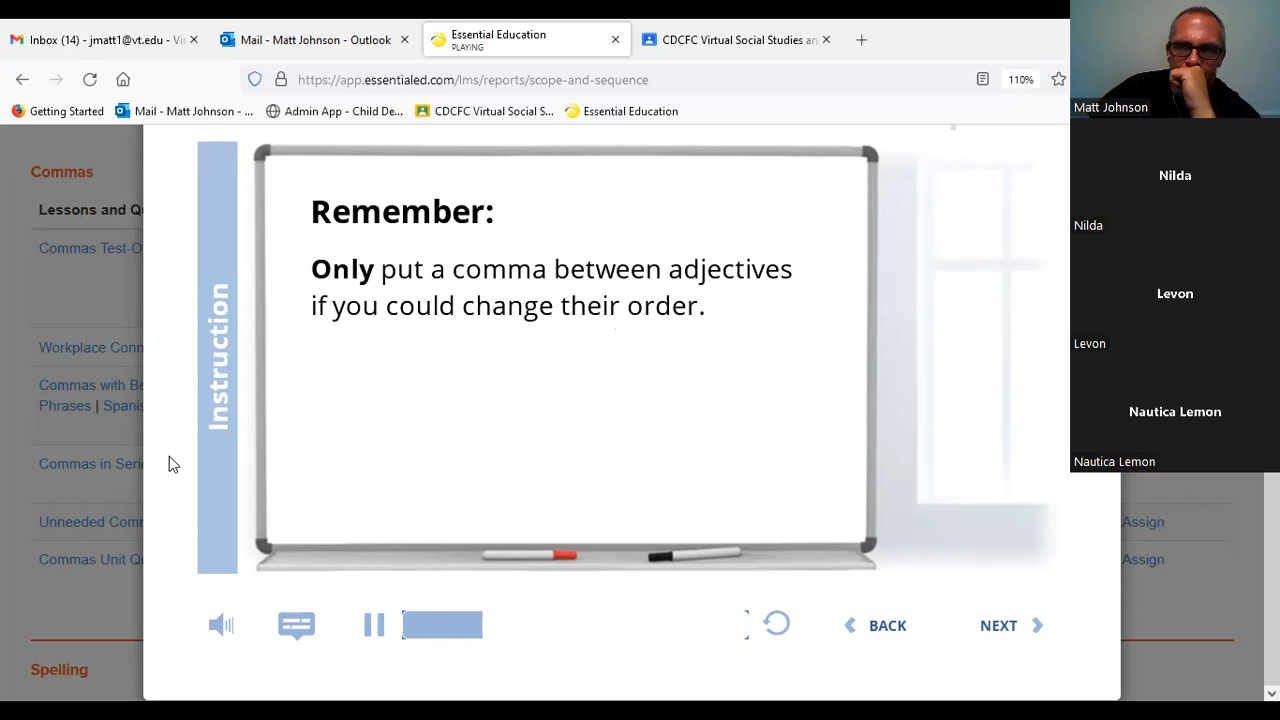 Inbox (14) - jmatt1@vt.edu - Vi
Mail - Matt Johnson - Outlook
Essential Education
PLAYING
CDCFC Virtual Social Studies an
https://app.essentialed.com/lms/reports/scope-and-sequence
110%
Getting Started
Mail - Matt Johnson - ...
Admin App - Child De...
CDCFC Virtual Social S...
Essential Education
Matt Johnson
Nilda
Nilda
Levon
Levon
Nautica Lemon
Nautica Lemon
Commas
Lessons and Q
Commas Test-O
Workplace Conn
Commas with Be
Phrases | Spanis
Commas in Serie
Unneeded Comm
Assign
Commas Unit Qu
Assign
Spelling
Instruction
Remember:
Only put a comma between adjectives
if you could change their order.
BACK
NEXT